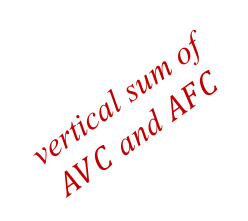 vertical sum of
AVC and AFC